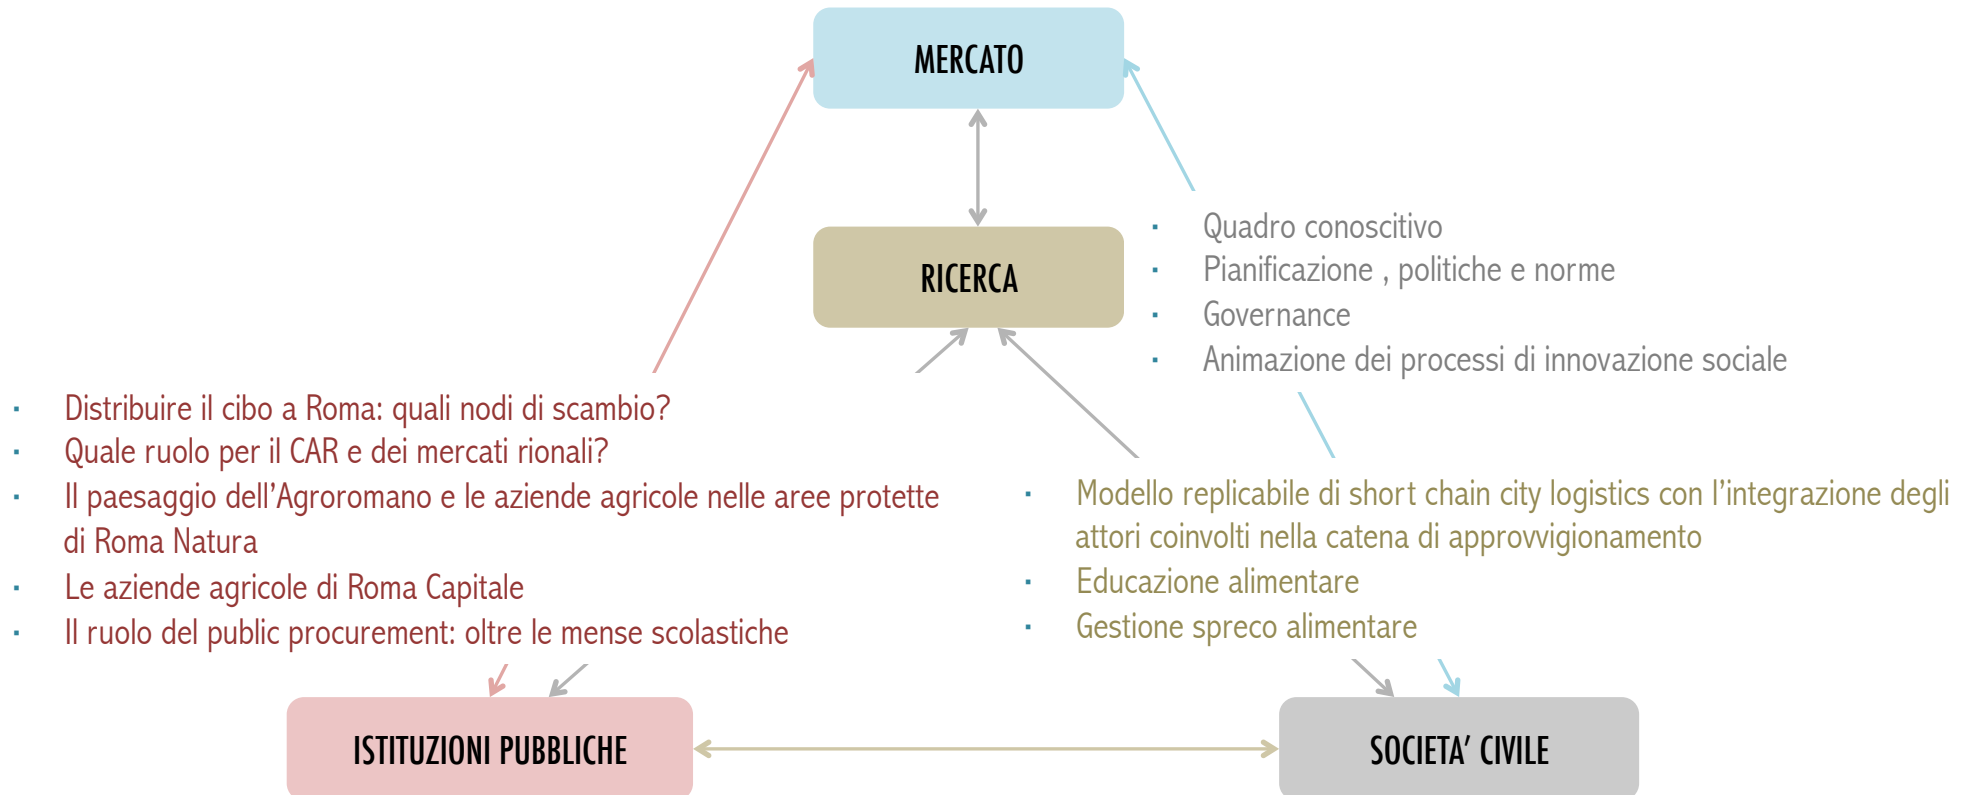 MERCATO
RICERCA
▪ Quadro conoscitivo
▪ Pianificazione , politiche e norme
▪ Governance
▪ Animazione dei processi di innovazione sociale
▪ Distribuire il cibo a Roma: quali nodi di scambio?
▪ Quale ruolo per il CAR e dei mercati rionali?
▪ Il paesaggio dell’Agroromano e le aziende agricole nelle aree protette
di Roma Natura
▪ Le aziende agricole di Roma Capitale
▪ Il ruolo del public procurement: oltre le mense scolastiche
▪ Modello replicabile di short chain city logistics con l’integrazione degli
attori coinvolti nella catena di approvvigionamento
▪ Educazione alimentare
▪ Gestione spreco alimentare
ISTITUZIONI PUBBLICHE
SOCIETA’ CIVILE